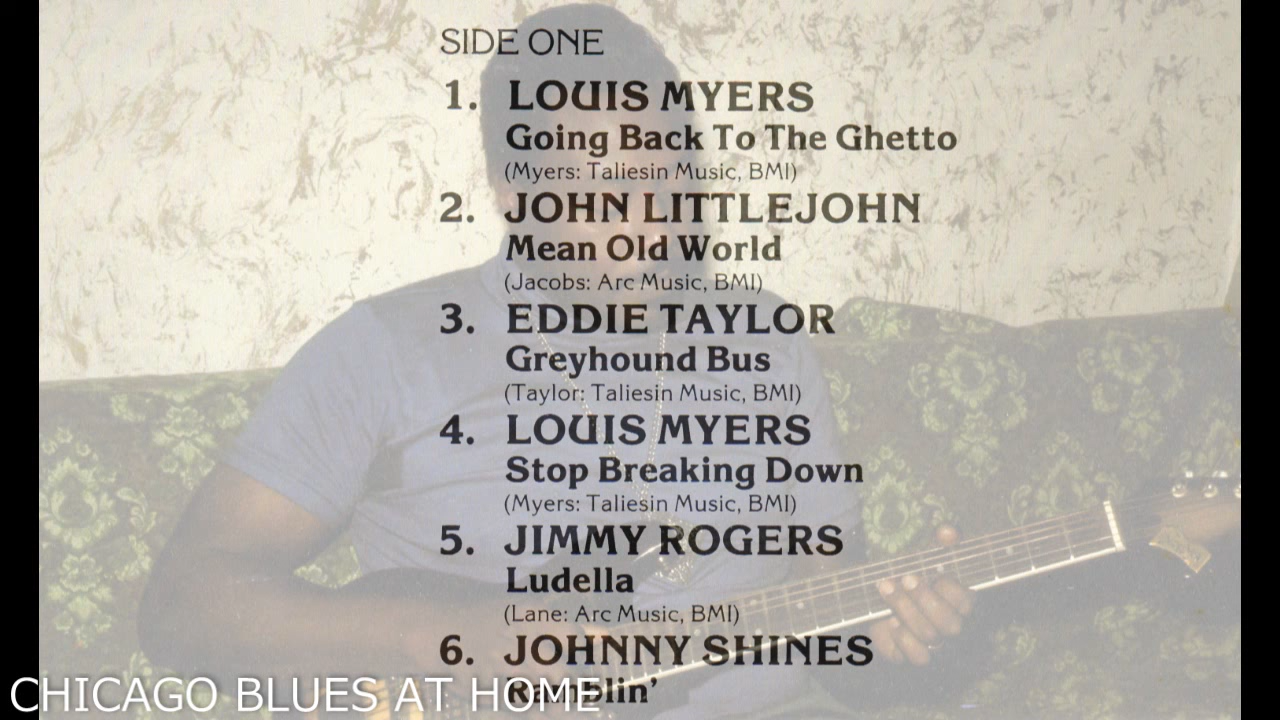 SIDE ONE
1. LOUIS MYERS
Going Back To The Ghetto
(Myers: Taliesin Music, BMI)
2. JOHN LITTLEJOHN
Mean Old World
(Jacobs: Arc Music, BMI)
3. EDDIE TAYLOR
Greyhound Bus
(Taylor: Taliesin Music, BMI)
4. LOUIS MYERS
Stop Breaking Down
(Myers: Taliesin Music, BMI)
5. JIMMY ROGERS
Ludella
(Lane: Arc Music, BMI)
6. JOHNNY SHINES
Ramblin'
CHICAGO BLUES AT HOME